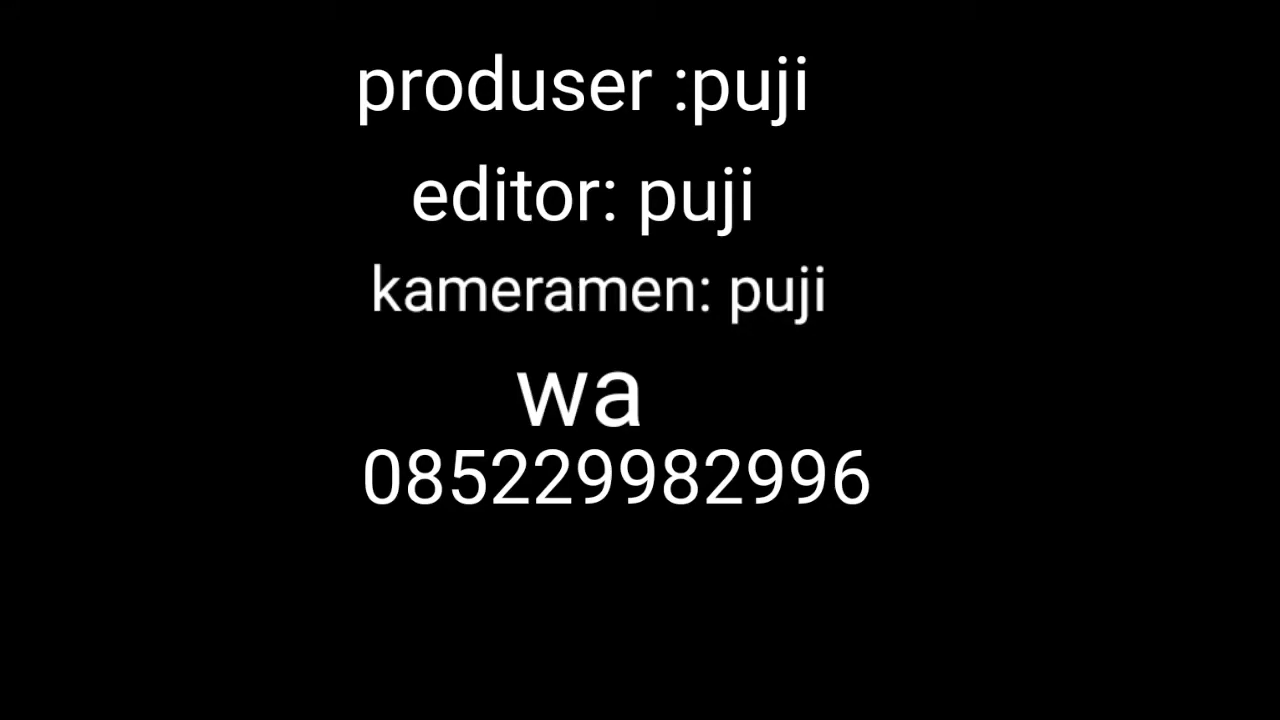 produser :puji
editor: puji
kameramen: puji
wa
085229982996